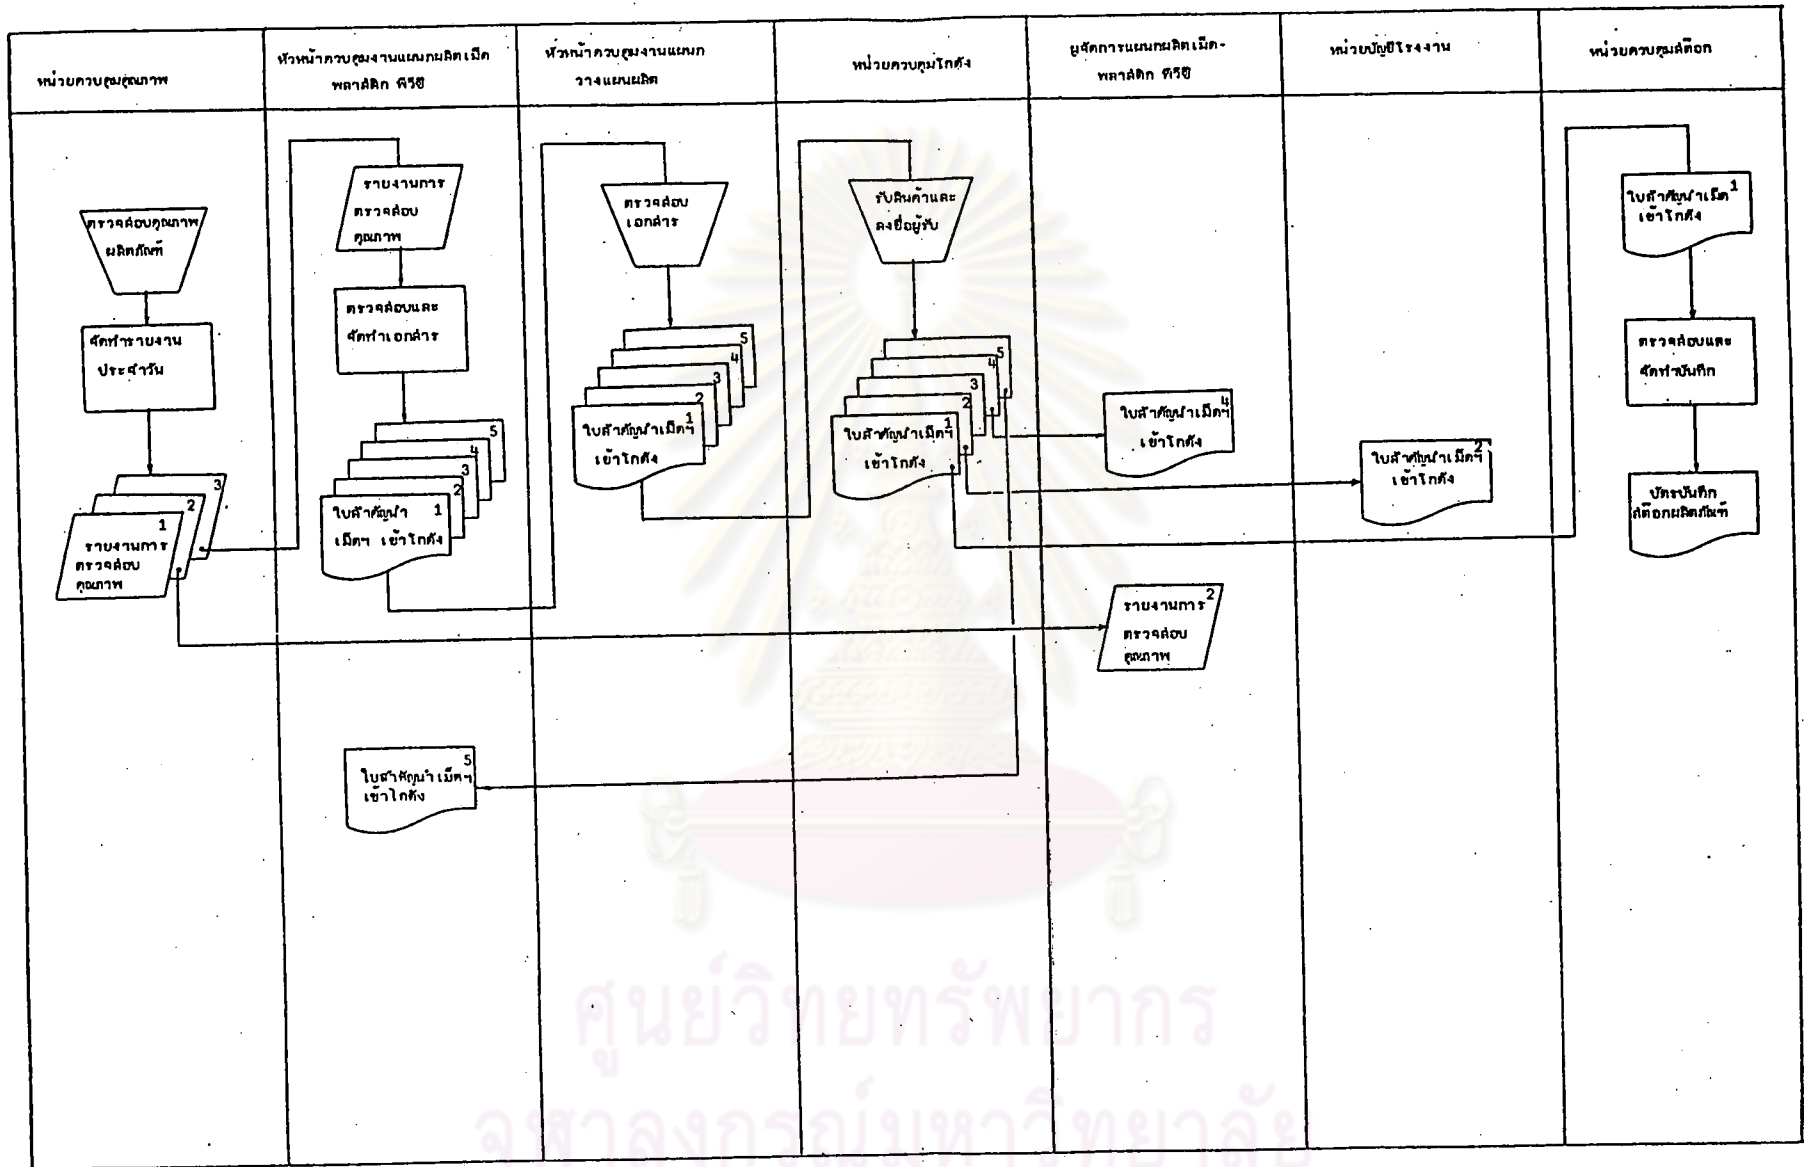 หน่วยควบคุมคุณภาพ
หัวหน้าควบคุมงานแผนกผลิตเม็ด
พลาสติก พีวีซี
หัวหน้าควบคุมงานแผนก
วางแผนผลิต
หน่วยควบคุมโกดัง
ผู้จัดการแผนกผลิตเม็ด-
พลาสติก พีวีซี
หน่วยบัญชีโรงงาน
หน่วยควบคุมสต๊อก
ตรวจสอบคุณภาพ
ผลิตภัณฑ์
จัดทำรายงาน
ประจำวัน
3
2
1
รายงานการ
ตรวจสอบ
คุณภาพ
รายงานการ
ตรวจสอบ
คุณภาพ
ตรวจสอบและ
จัดทำเอกสาร
5
4
3
2
ใบสำคัญนำ 1
เม็ดฯ เข้าโกดัง
ใบสำคัญนำเม็ดฯ 5
เข้าโกดัง
ตรวจสอบ
เอกสาร
5
4
3
2
ใบสำคัญนำเม็ดฯ 1
เข้าโกดัง
รับสินค้าและ
ลงชื่อผู้รับ
5
4
3
2
ใบสำคัญนำเม็ดฯ 1
เข้าโกดัง
ใบสำคัญนำเม็ดฯ 4
เข้าโกดัง
รายงานการ 2
ตรวจสอบ
คุณภาพ
ใบสำคัญนำเม็ดฯ 2
เข้าโกดัง
ใบสำคัญนำเม็ด 1
เข้าโกดัง
ตรวจสอบและ
จัดทำบันทึก
บัตรบันทึก
สต๊อกผลิตภัณฑ์
ศูนย์วิทยทรัพยากร
จุฬาลงกรณ์มหาวิทยาลัย